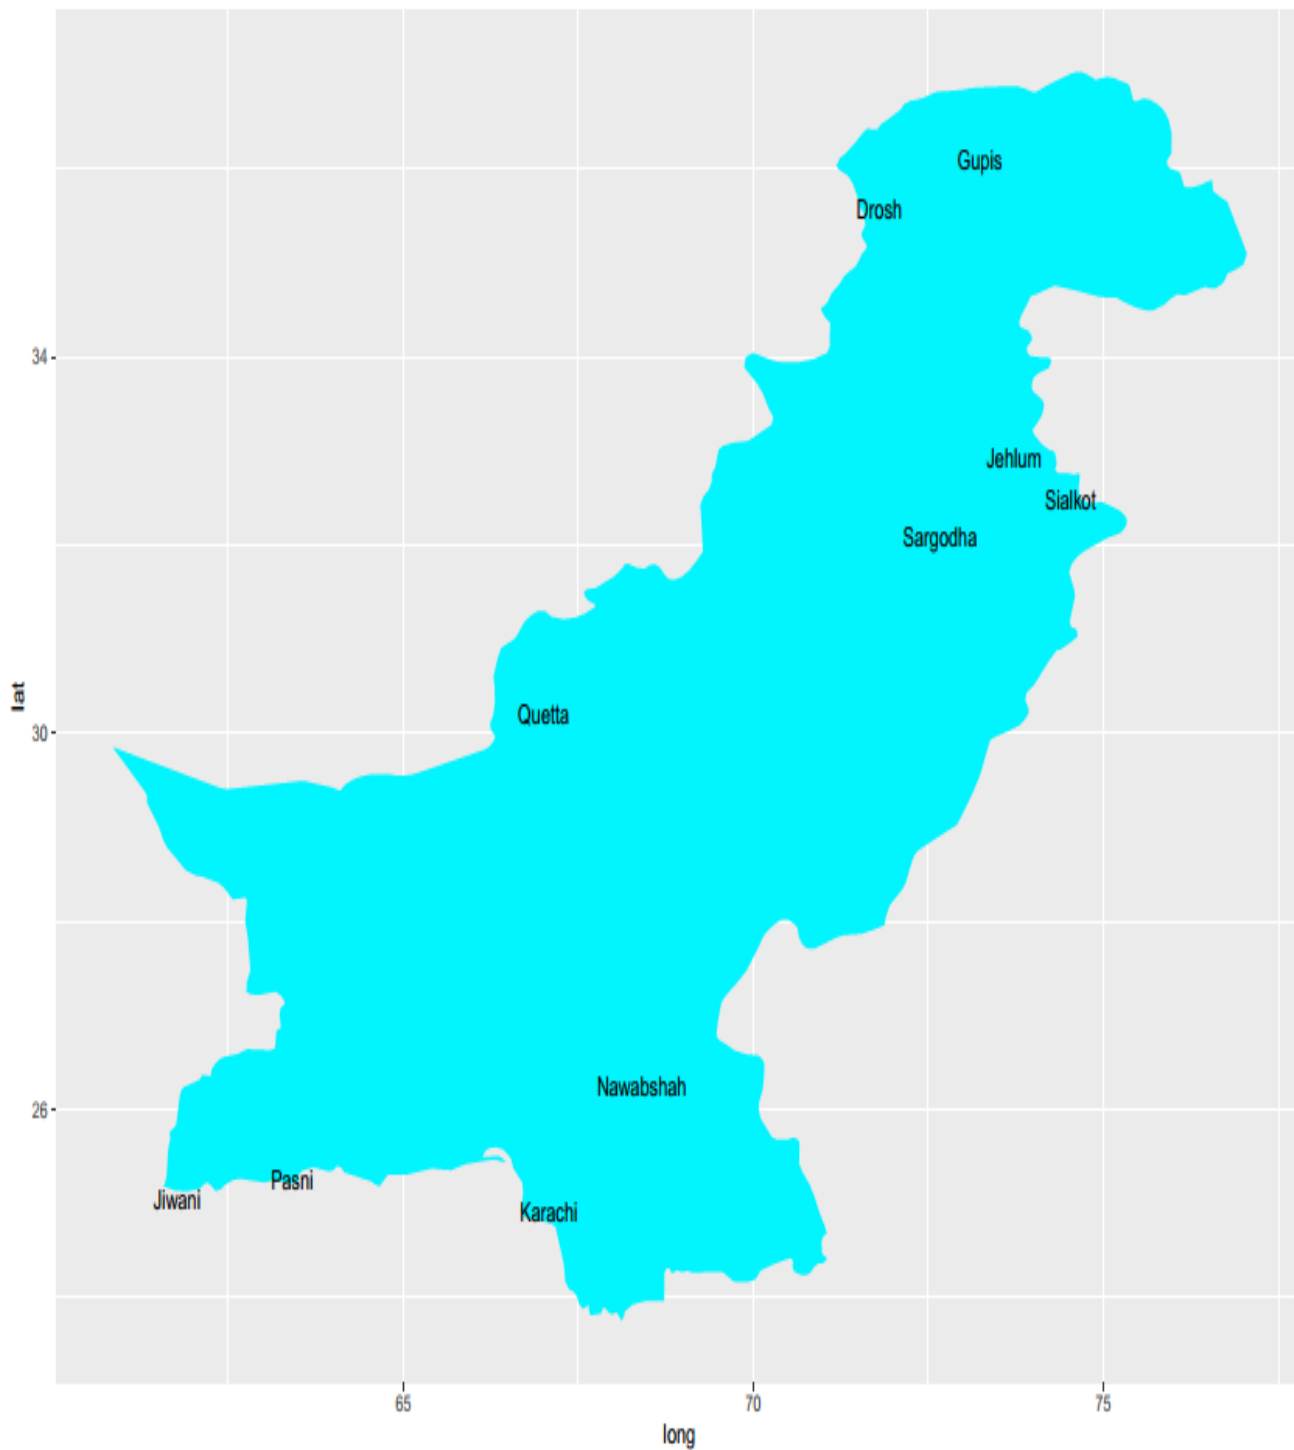 Gupis
Drosh
34
Jehlum
Sialkot
Sargodha
lat
Quetta
30
Nawabshah
26
Pasni
Jiwani
Karachi
65 70 75
long